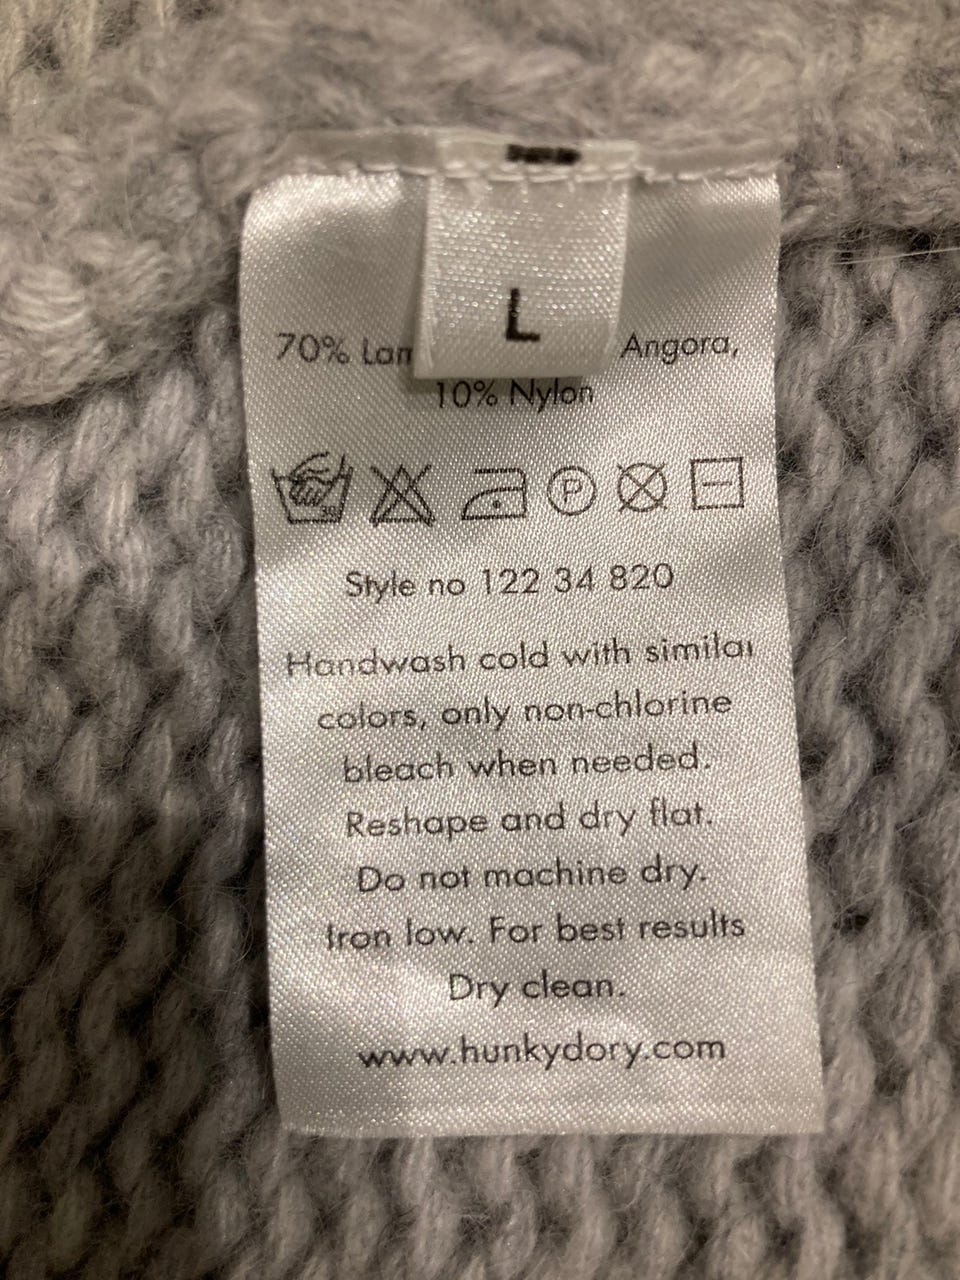 L
70% Lam Angora,
10% Nylon
30
P
Style no 122 34 820
Handwash cold with similar
colors, only non-chlorine
bleach when needed.
Reshape and dry flat.
Do not machine dry.
Iron low. For best results
Dry clean.
www.hunkydory.com